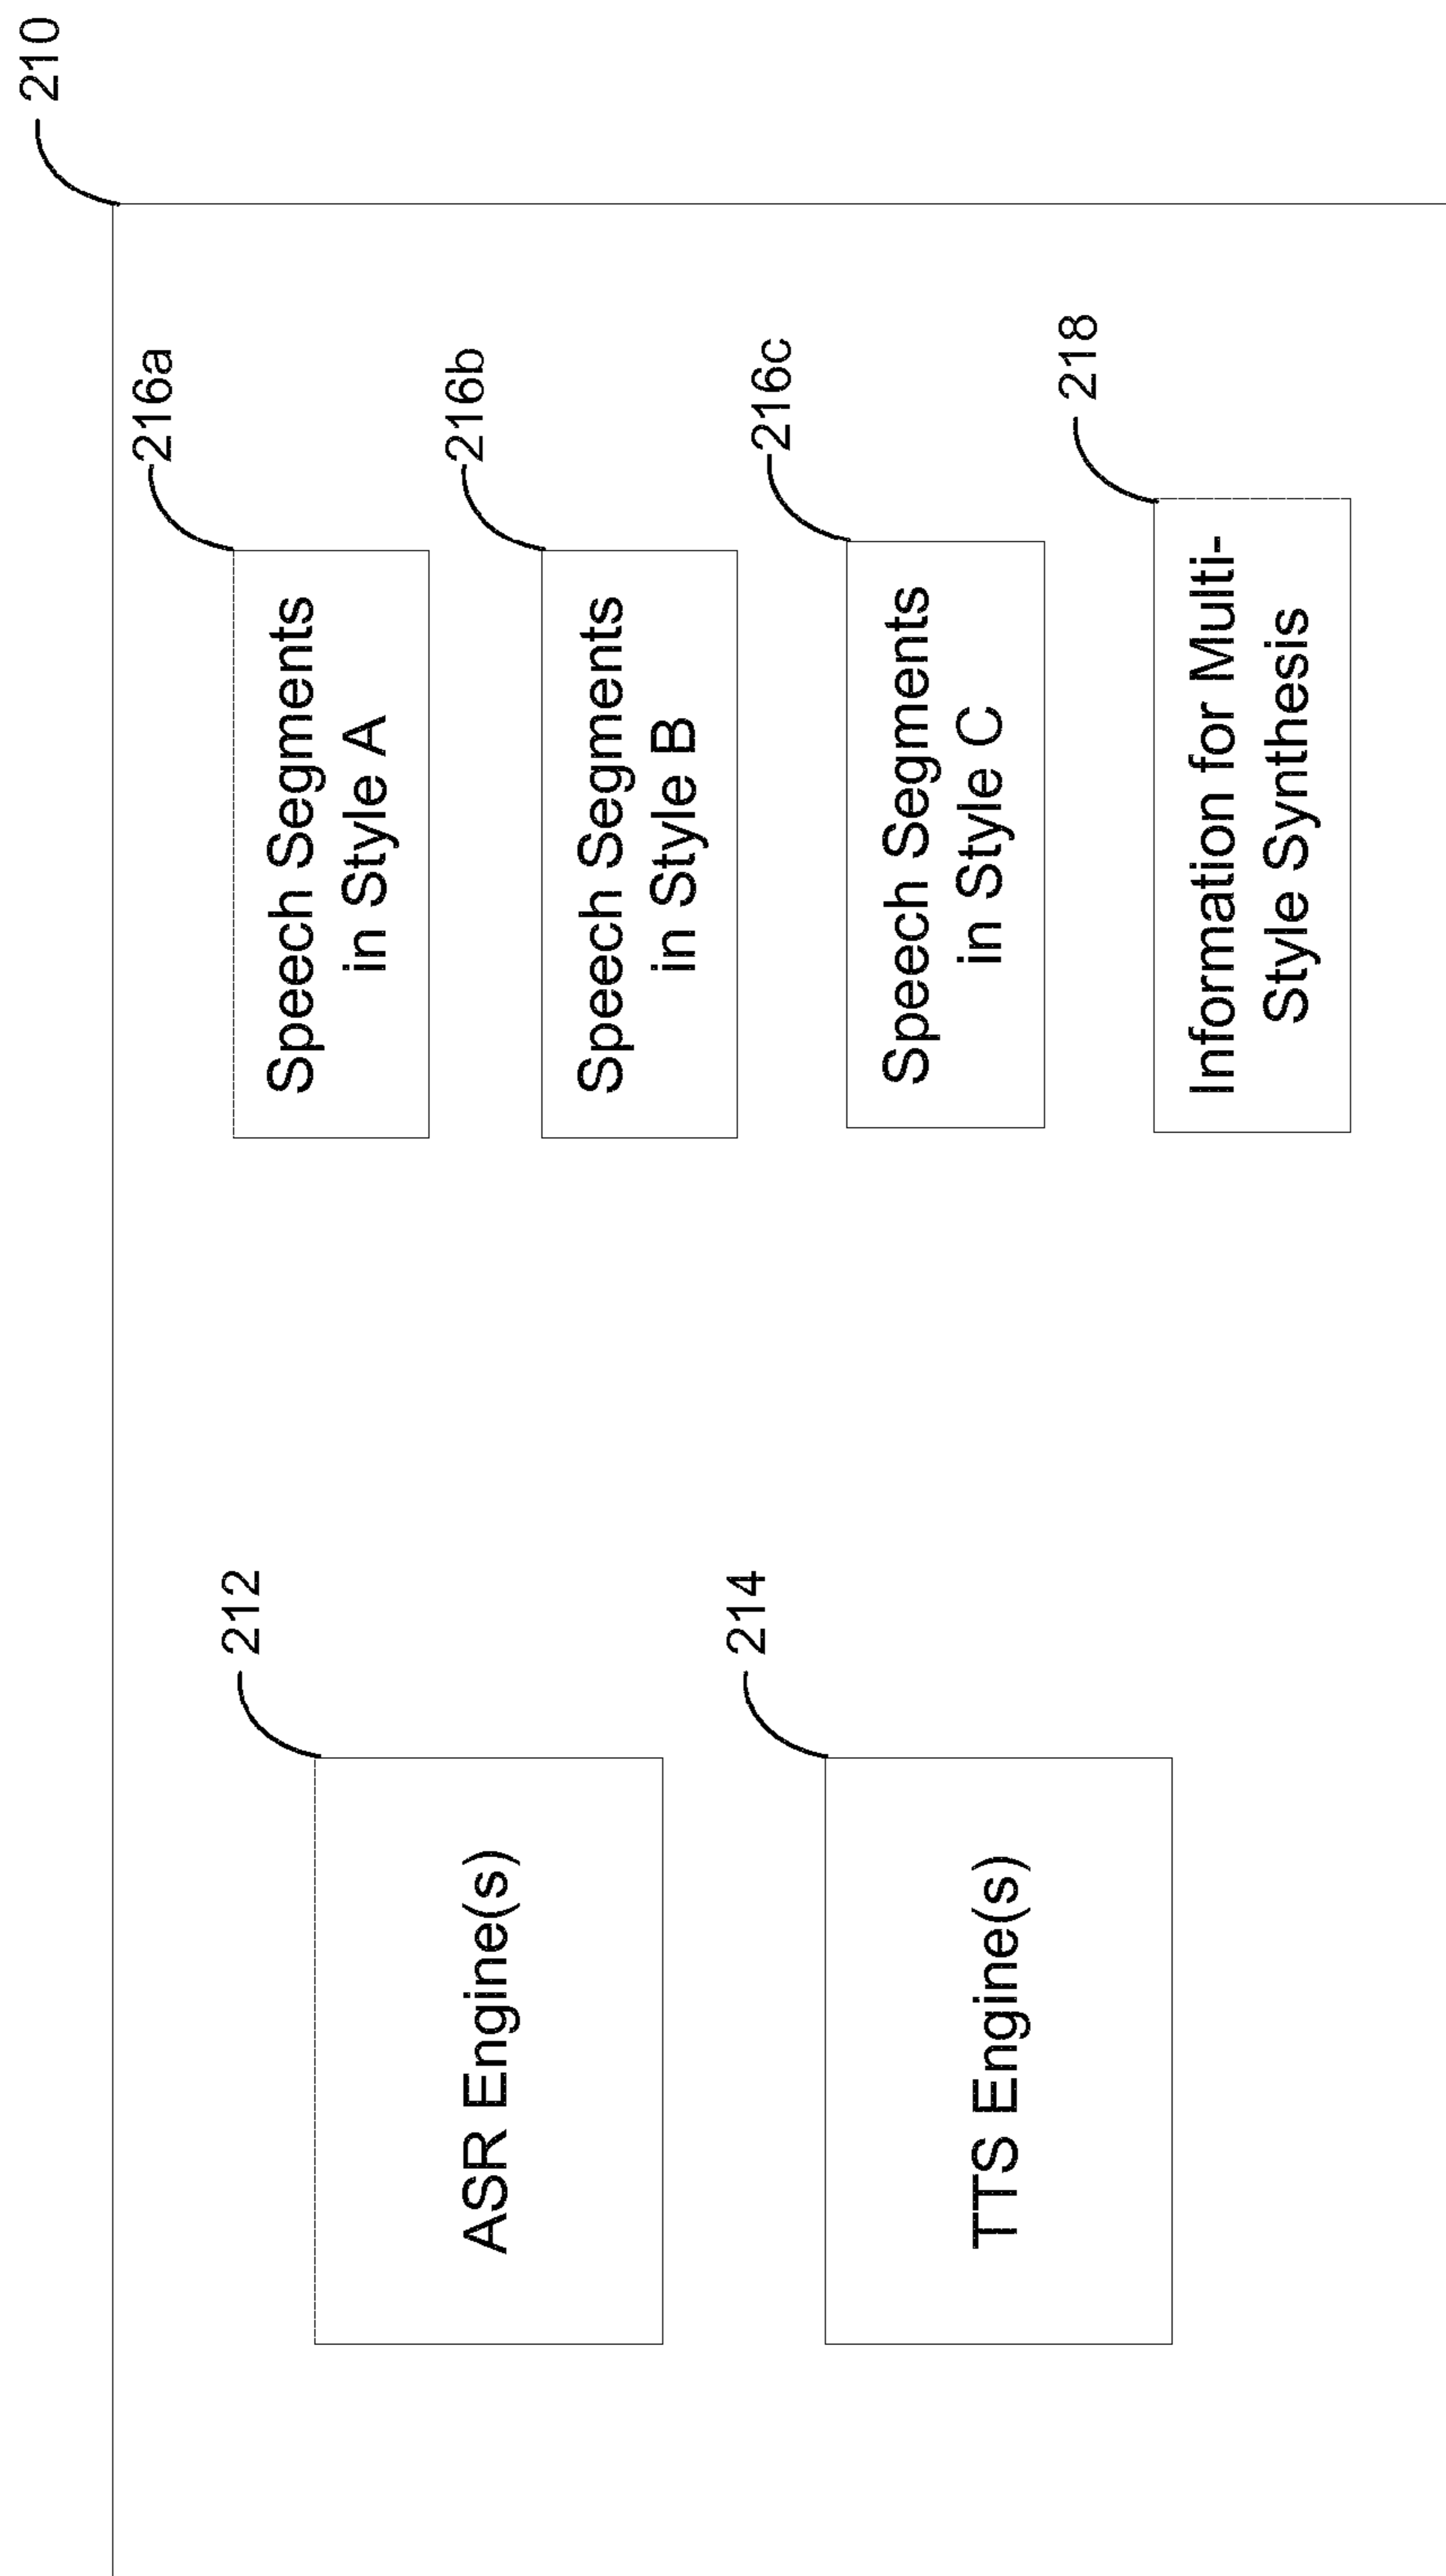 210
216a
Speech Segments
in Style A
212
216b
ASR Engine(s)
Speech Segments
in Style B
216c
214
Speech Segments
in Style C
TTS Engine(s)
218
Information for Multi-
Style Synthesis